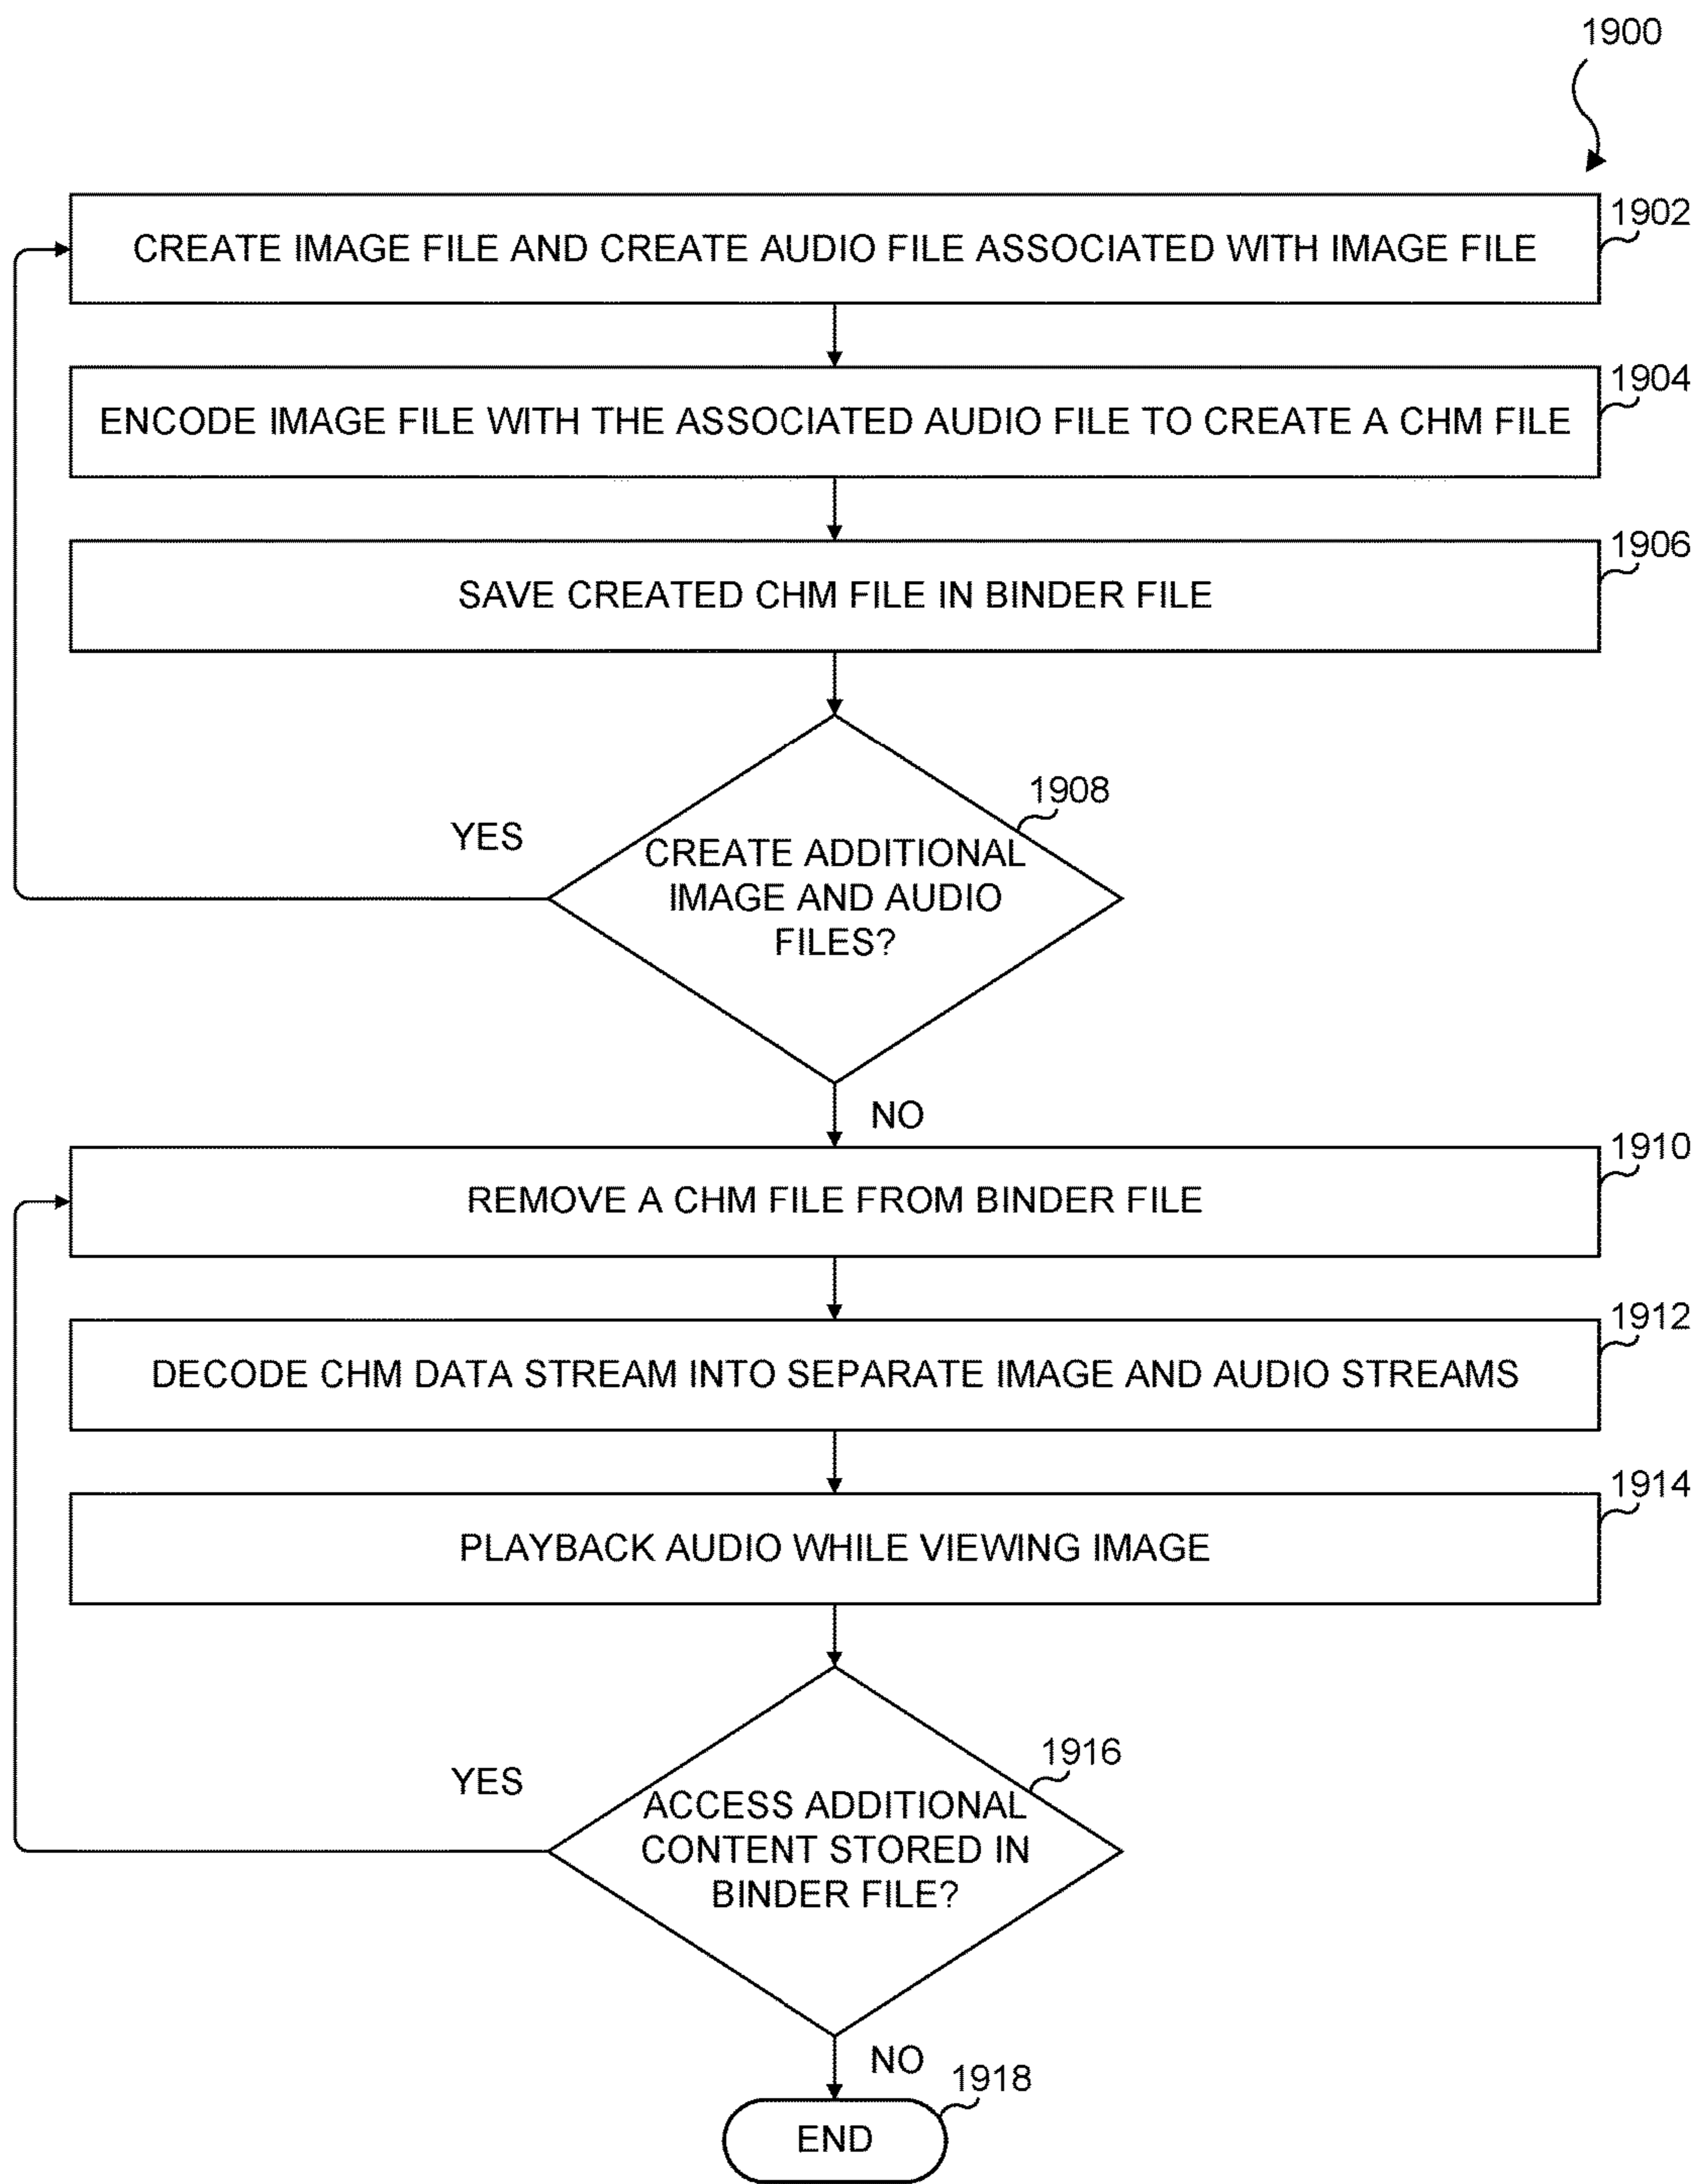 1900
1902
CREATE IMAGE FILE AND CREATE AUDIO FILE ASSOCIATED WITH IMAGE FILE
1904
ENCODE IMAGE FILE WITH THE ASSOCIATED AUDIO FILE TO CREATE A CHM FILE
1906
SAVE CREATED CHM FILE IN BINDER FILE
1908
YES
CREATE ADDITIONAL
IMAGE AND AUDIO
FILES?
NO
1910
REMOVE A CHM FILE FROM BINDER FILE
1912
DECODE CHM DATA STREAM INTO SEPARATE IMAGE AND AUDIO STREAMS
1914
PLAYBACK AUDIO WHILE VIEWING IMAGE
1916
YES
ACCESS ADDITIONAL
CONTENT STORED IN
BINDER FILE?
NO
1918
END